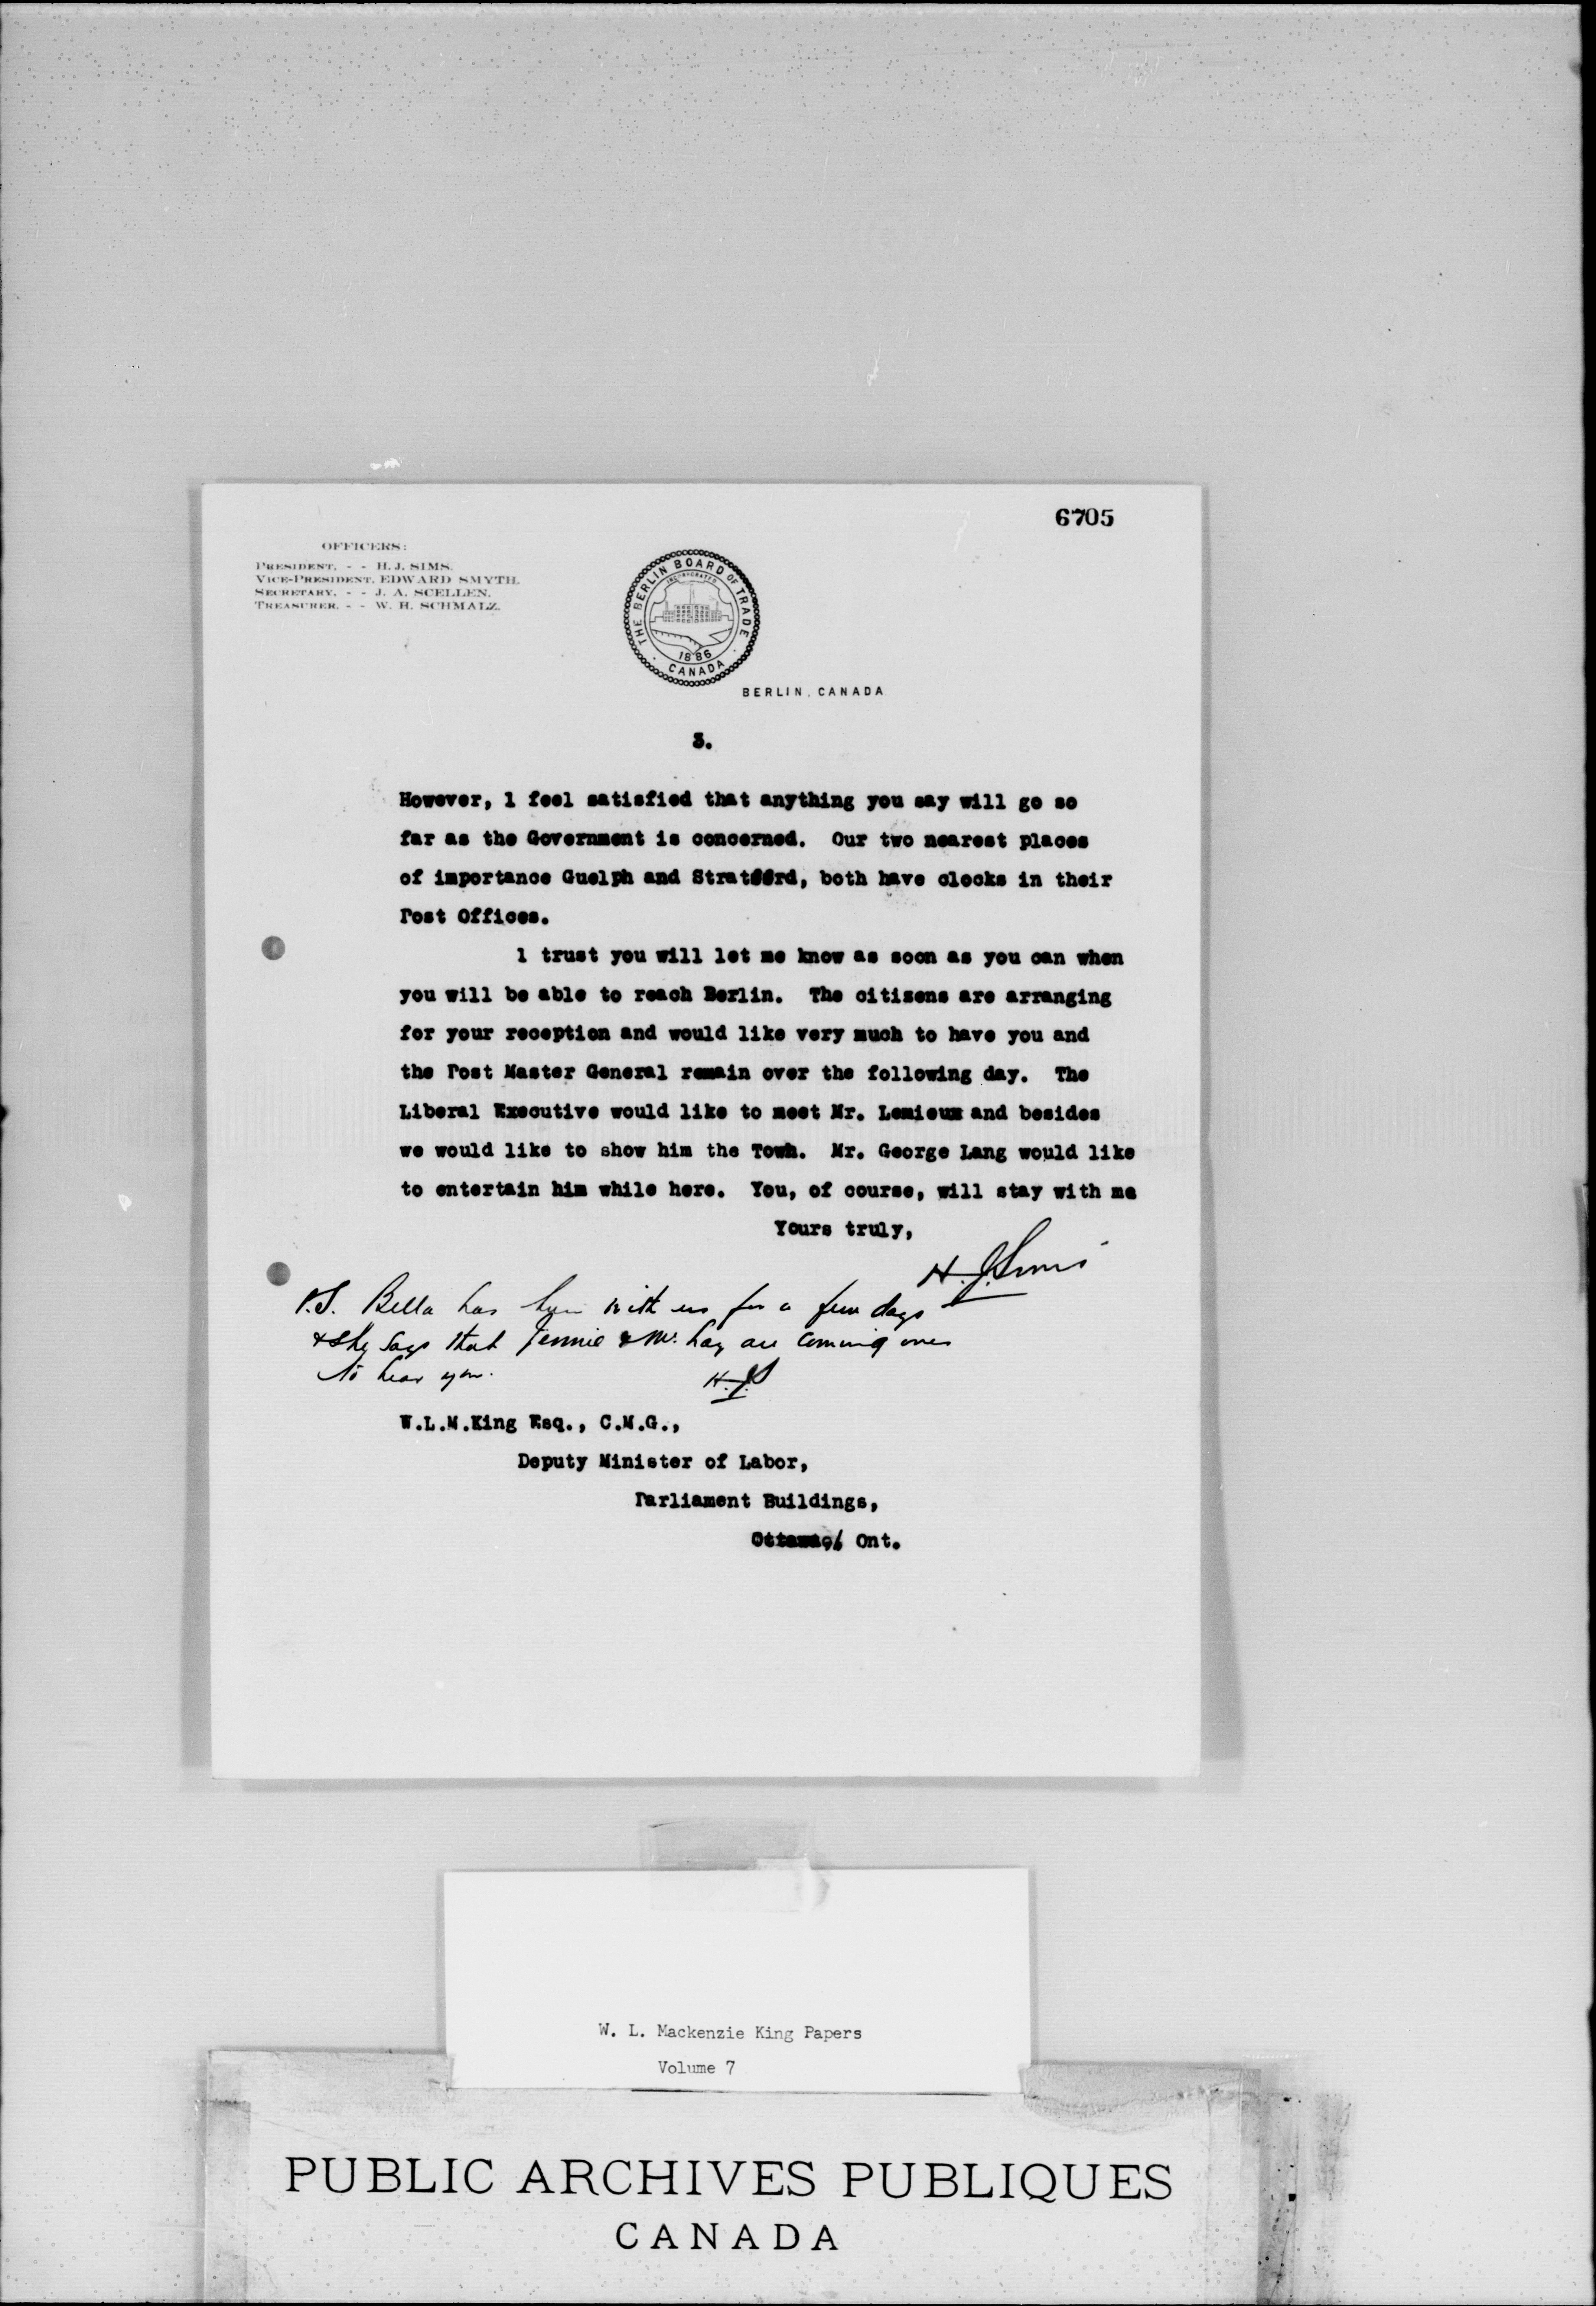 6705
OFFICERS:
PRESIDENT, - - H. J. SIMS.
VICE-PRESIDENT, EDWARD SMYTH.
SECRETARY, - - J. A. SCELLEN.
TREASURER, - - W. H. SCHMALZ.
THE BERLIN BOARD OF TRADE
INCORPORATED
1886
CANADA
BERLIN, CANADA
3.
However, 1 feel satisfied that anything you say will go so
far as the Government is concerned. Our two nearest places
of importance Guelph and Stratford, both have clocks in their
Post Offices.
1 trust you will let me know as soon as you can when
you will be able to reach Berlin. The citizens are arranging
for your reception and would like very much to have you and
the Post Master General remain over the following day. The
Liberal Executive would like to meet Mr. Lemieux and besides
we would like to show him the Town. Mr. George Lang would like
to entertain him while here. You, of course, will stay with me
Yours truly,
H. J. Sims
P.S. Bella has been with us for a few days
& she says that Jennie & Mr. Lay are coming over
to hear you.
H.J.S
W.L.M.King Esq., C.M.G.,
Deputy Minister of Labor,
Parliament Buildings,
Ottawa, Ont.
W. L. Mackenzie King Papers
Volume 7
PUBLIC ARCHIVES PUBLIQUES
CANADA